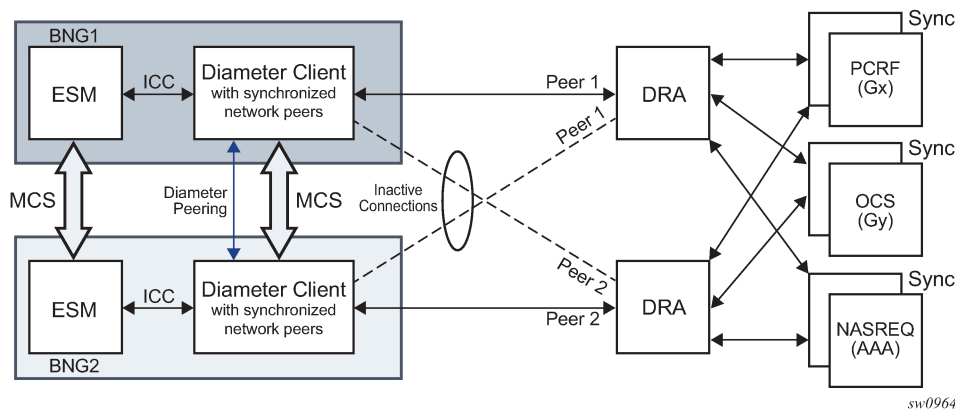 BNG1
ESM
ICC
Diameter Client
with synchronized
network peers
Peer 1
Peer 1
DRA
Sync
PCRF
(Gx)
MCS
Diameter
Peering
MCS
Inactive
Connections
Sync
OCS
(Gy)
ESM
ICC
Diameter Client
with synchronized
network peers
Peer 2
Peer 2
DRA
Sync
NASREQ
(AAA)
BNG2
sw0964